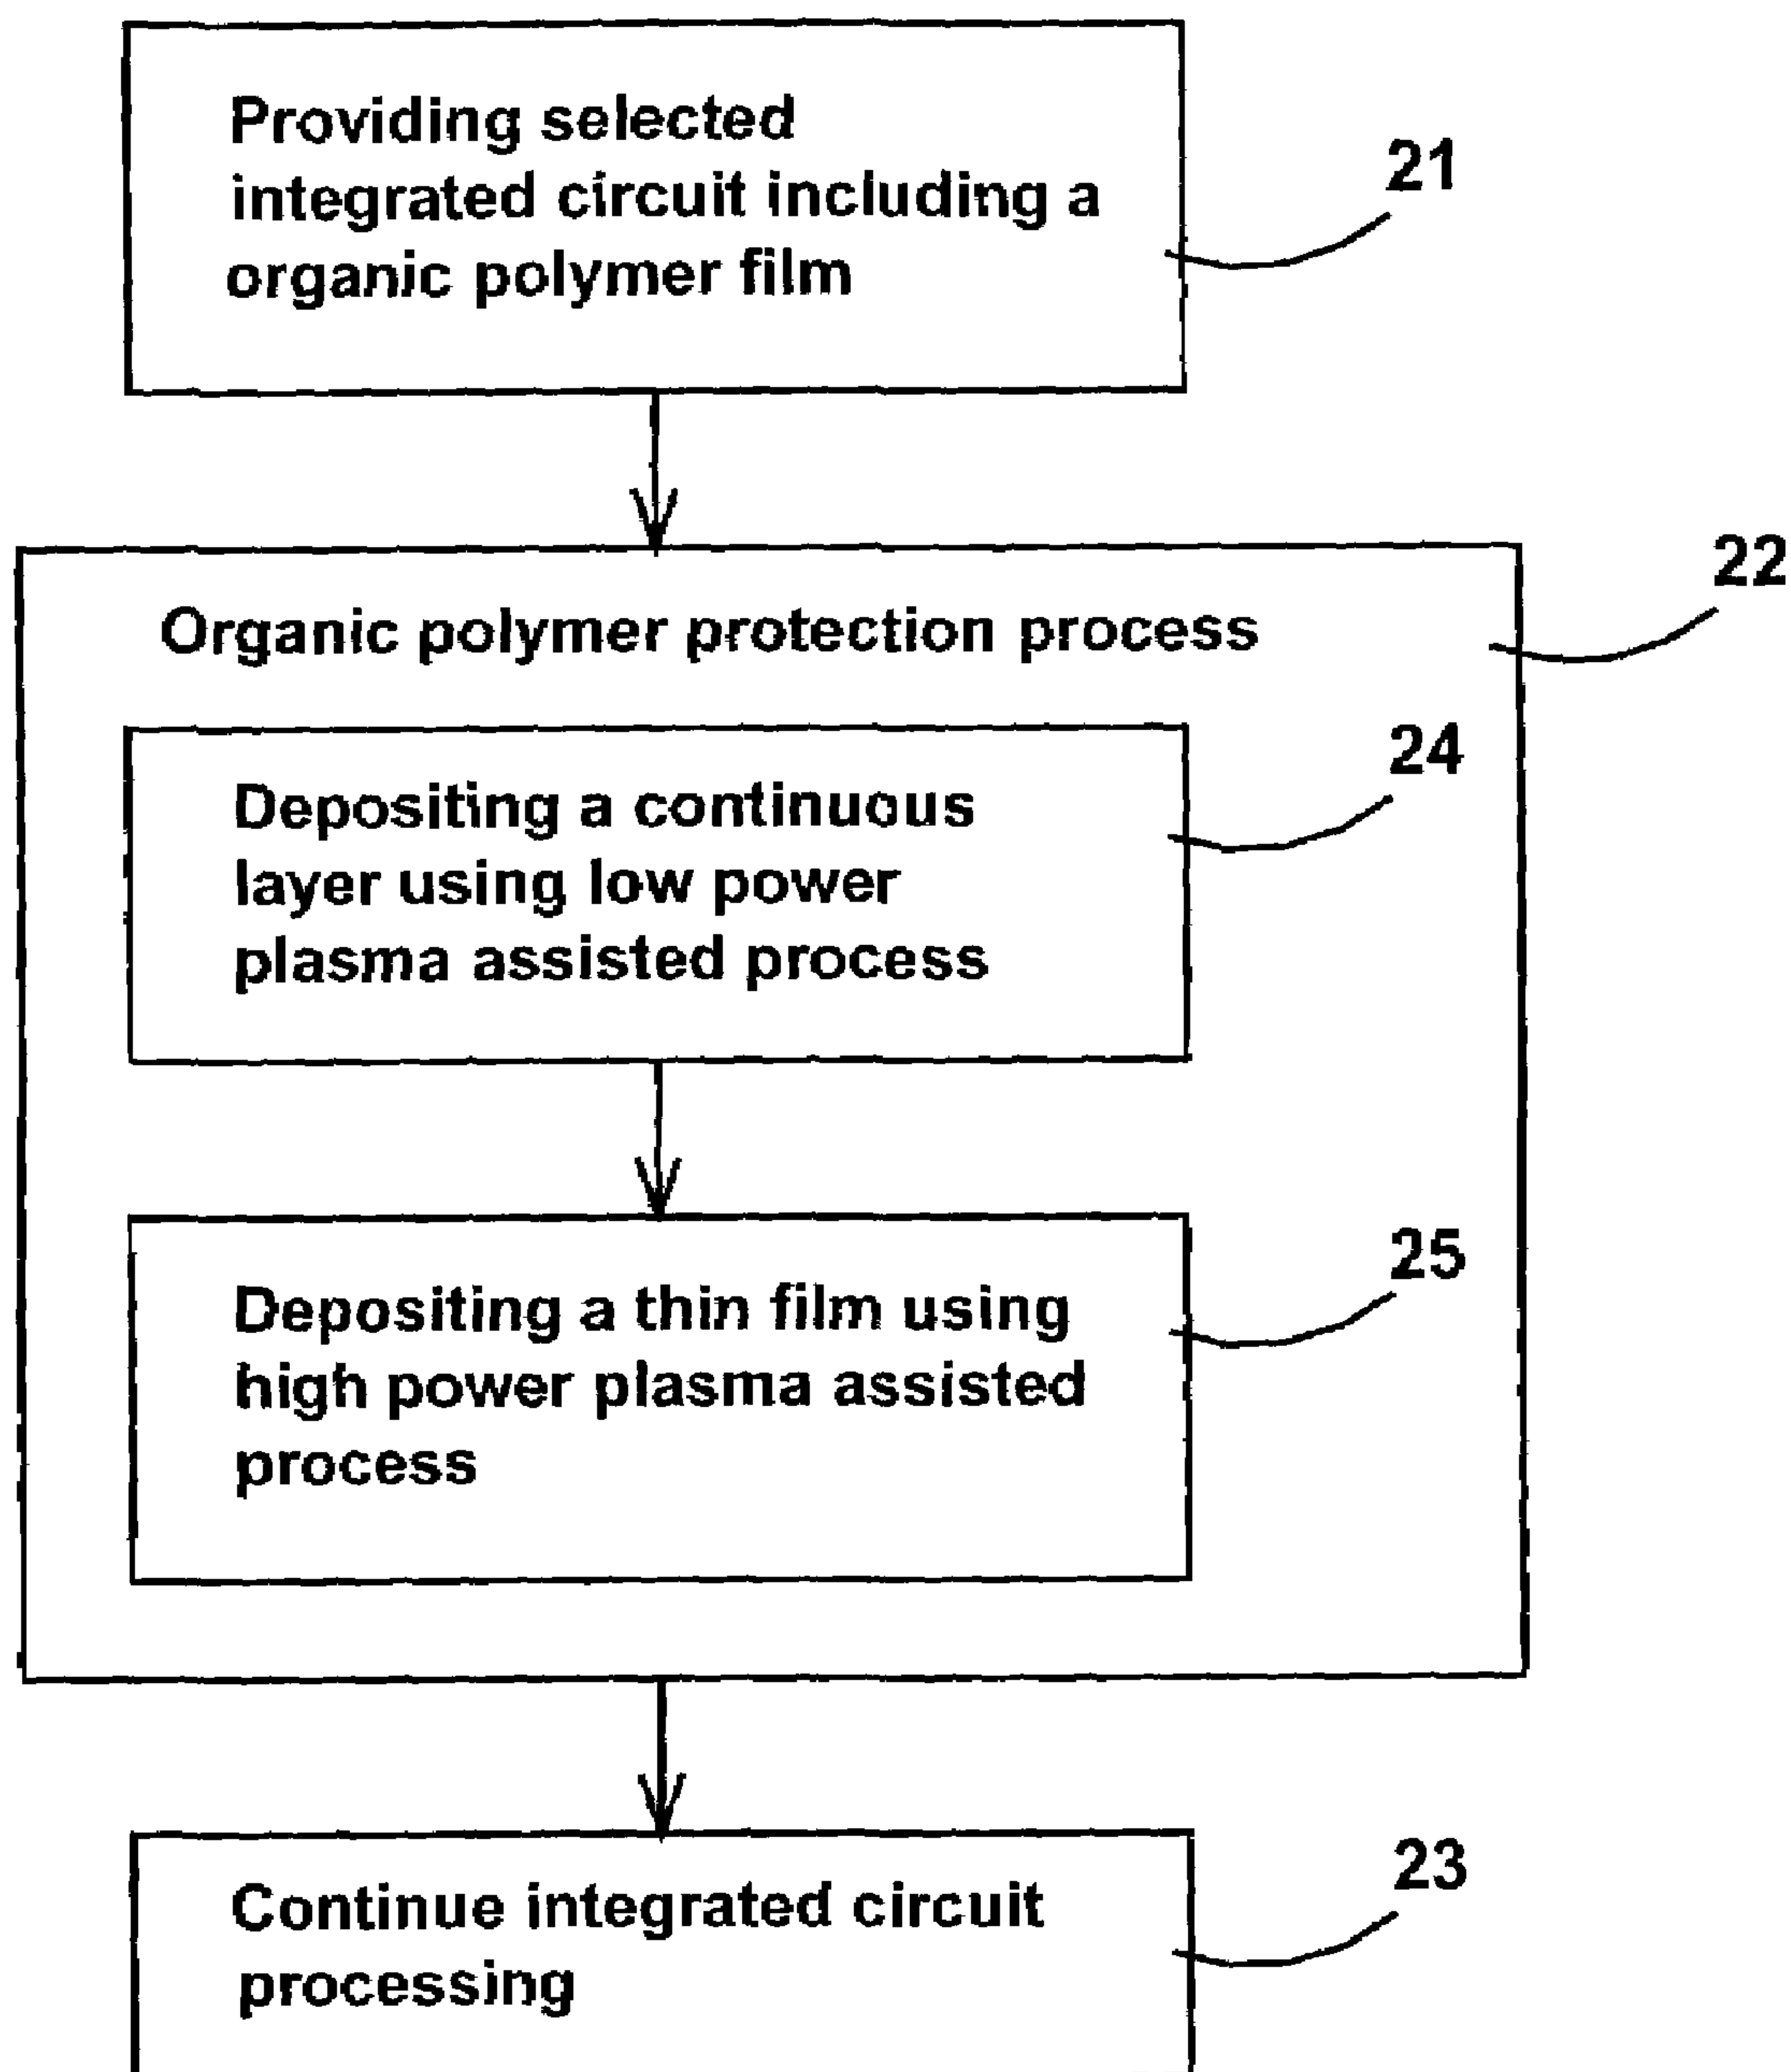 Providing selected
integrated circuit including a
organic polymer film
21
22
Organic polymer protection process
24
Depositing a continuous
layer using low power
plasma assisted process
25
Depositing a thin film using
high power plasma assisted
process
23
Continue integrated circuit
processing